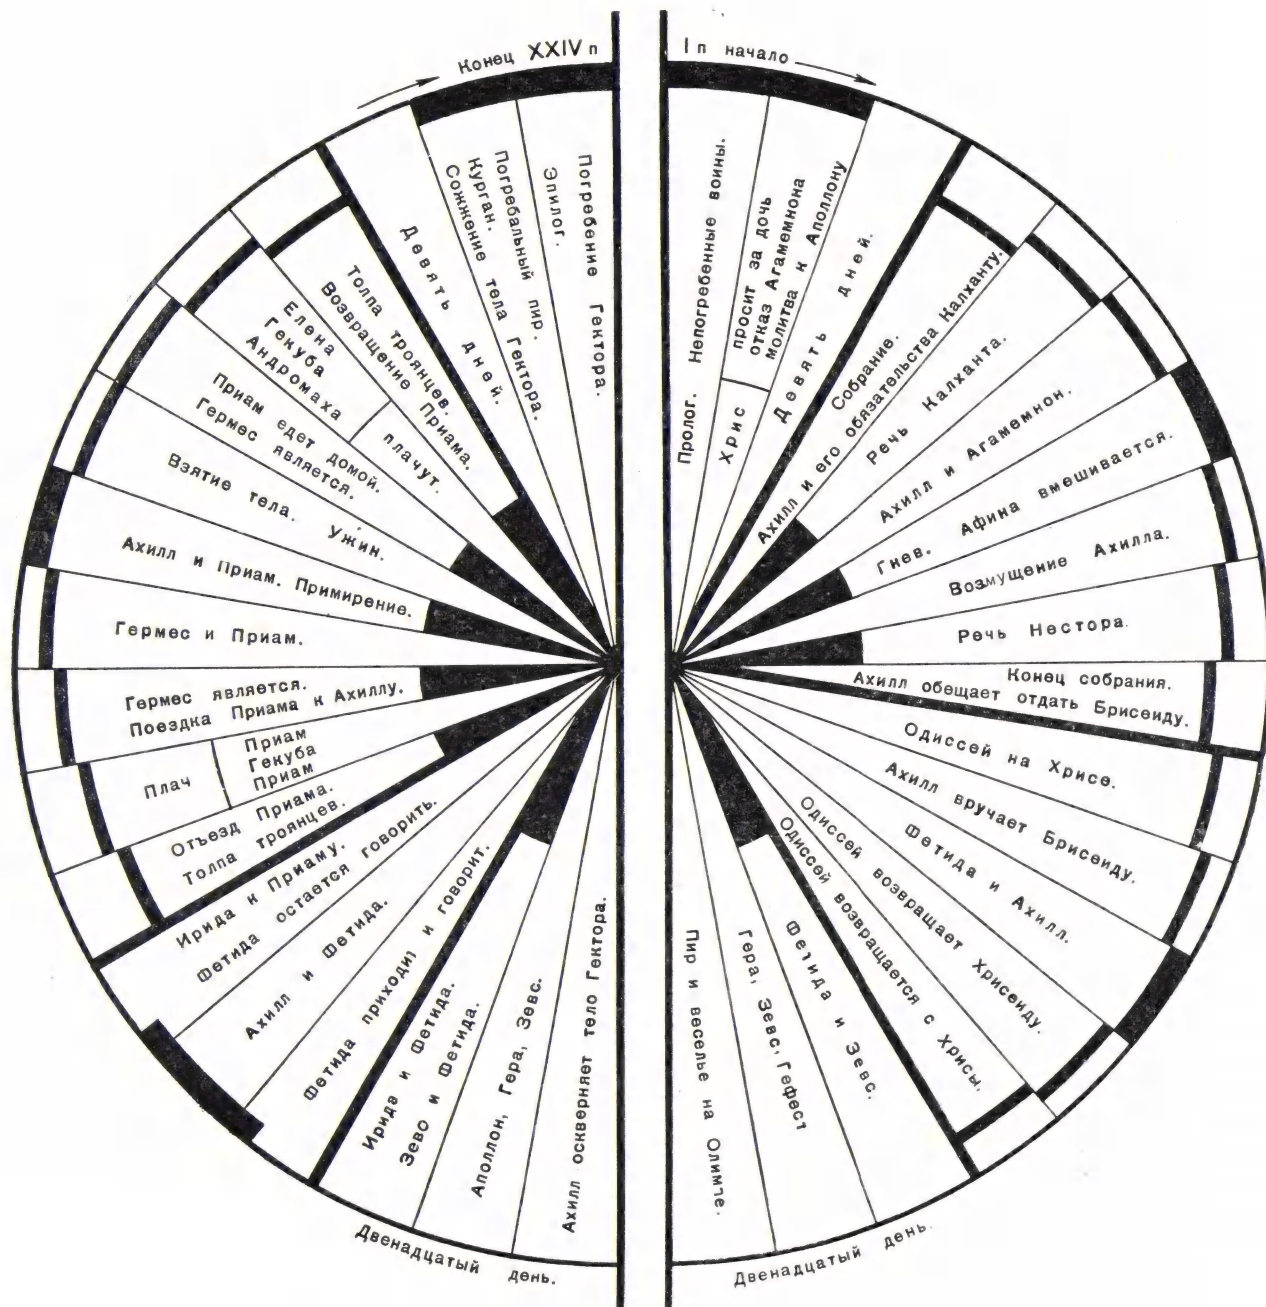 Конец XXIV п
I п начало
Погребение Гектора.
Эпилог.
Погребальный пир.
Курган.
Сожжение тела Гектора.
Девять дней.
Толпа троянцев.
Возвращение Приама.
Елена
Гекуба
Андромаха
плачут.
Приам едет домой.
Гермес является.
Взятие тела. Ужин.
Ахилл и Приам. Примирение.
Гермес и Приам.
Гермес является.
Поездка Приама к Ахиллу.
Плач
Приам
Гекуба
Приам
Отъезд Приама.
Толпа троянцев.
Ирида к Приаму.
Фетида остается говорить.
Ахилл и Фетида.
Фетида приходит и говорит.
Ирида и Фетида.
Зево и Фетида.
Аполлон, Гера, Зевс.
Ахилл оскверняет тело Гектора.
Двенадцатый день.
Пролог. Непогребенные воины.
Хрис
просит за дочь
отказ Агамемнона
молитва к Аполлону
Девять дней.
Собрание.
Ахилл и его обязательства Калханту.
Речь Калханта.
Ахилл и Агамемнон.
Гнев. Афина вмешивается.
Возмущение Ахилла.
Речь Нестора.
Конец собрания.
Ахилл обещает отдать Брисеиду.
Одиссей на Хрисе.
Ахилл вручает Брисеиду.
Фетида и Ахилл.
Одиссей возвращает Хрисеиду.
Одиссей возвращается с Хрисы.
Фетида и Зевс.
Гера, Зевс, Гефест
Пир и веселье на Олимпе.
Двенадцатый день.